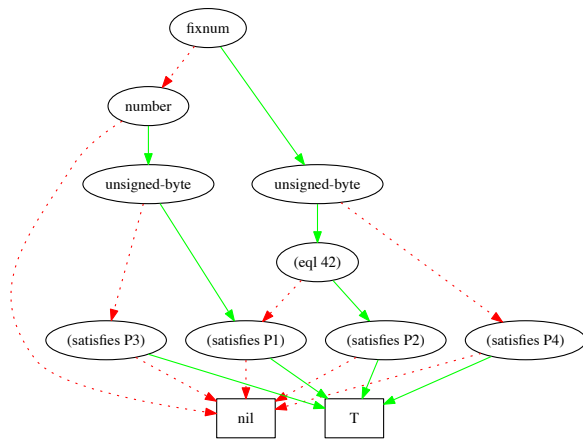 fixnum
number
unsigned-byte unsigned-byte
(eql 42)
(satisfies P3) (satisfies P1) (satisfies P2) (satisfies P4)
nil T